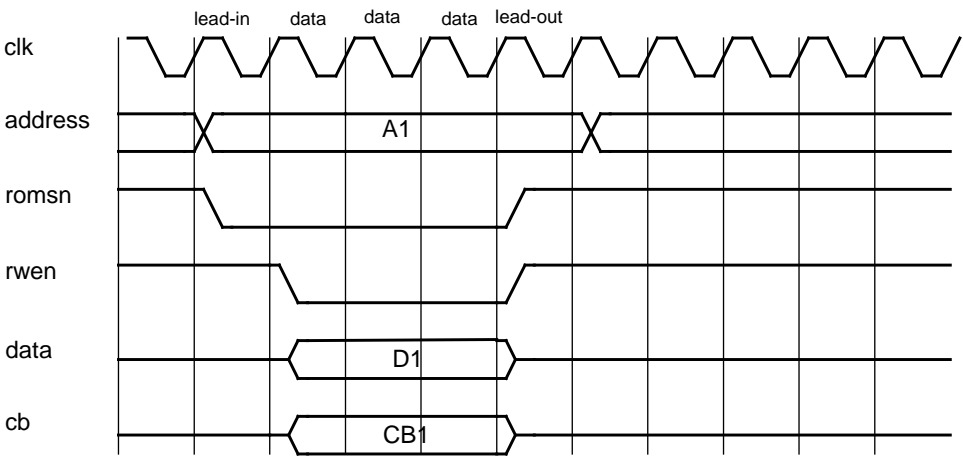 lead-in data data data lead-out
clk
address
A1
romsn
rwen
data
D1
cb
CB1